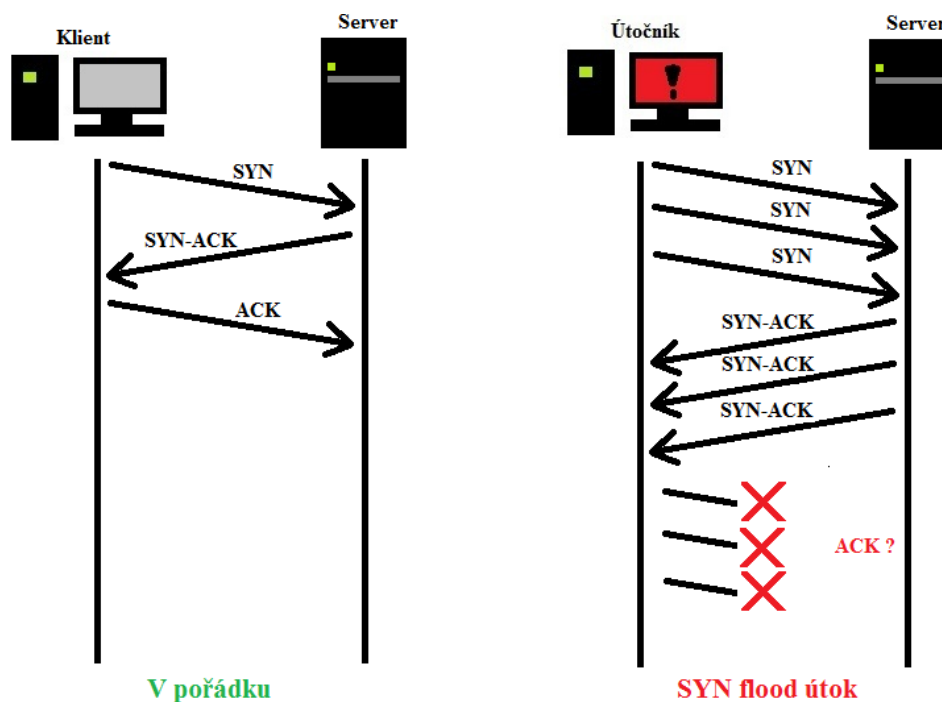 Klient
Server
SYN
SYN-ACK
ACK
V pořádku
Útočník
Server
SYN
SYN
SYN
SYN-ACK
SYN-ACK
SYN-ACK
ACK ?
SYN flood útok